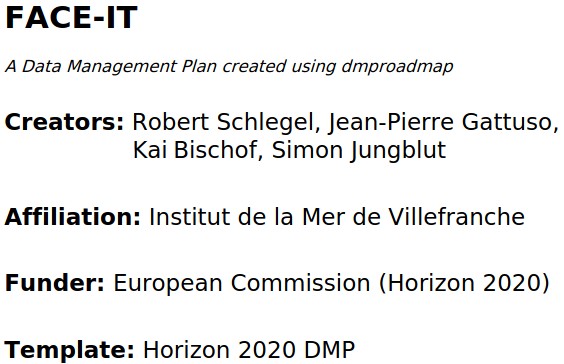 FACE-IT
A Data Management Plan created using dmproadmap
Creators: Robert Schlegel, Jean-Pierre Gattuso,
Kai Bischof, Simon Jungblut
Affiliation: Institut de la Mer de Villefranche
Funder: European Commission (Horizon 2020)
Template: Horizon 2020 DMP